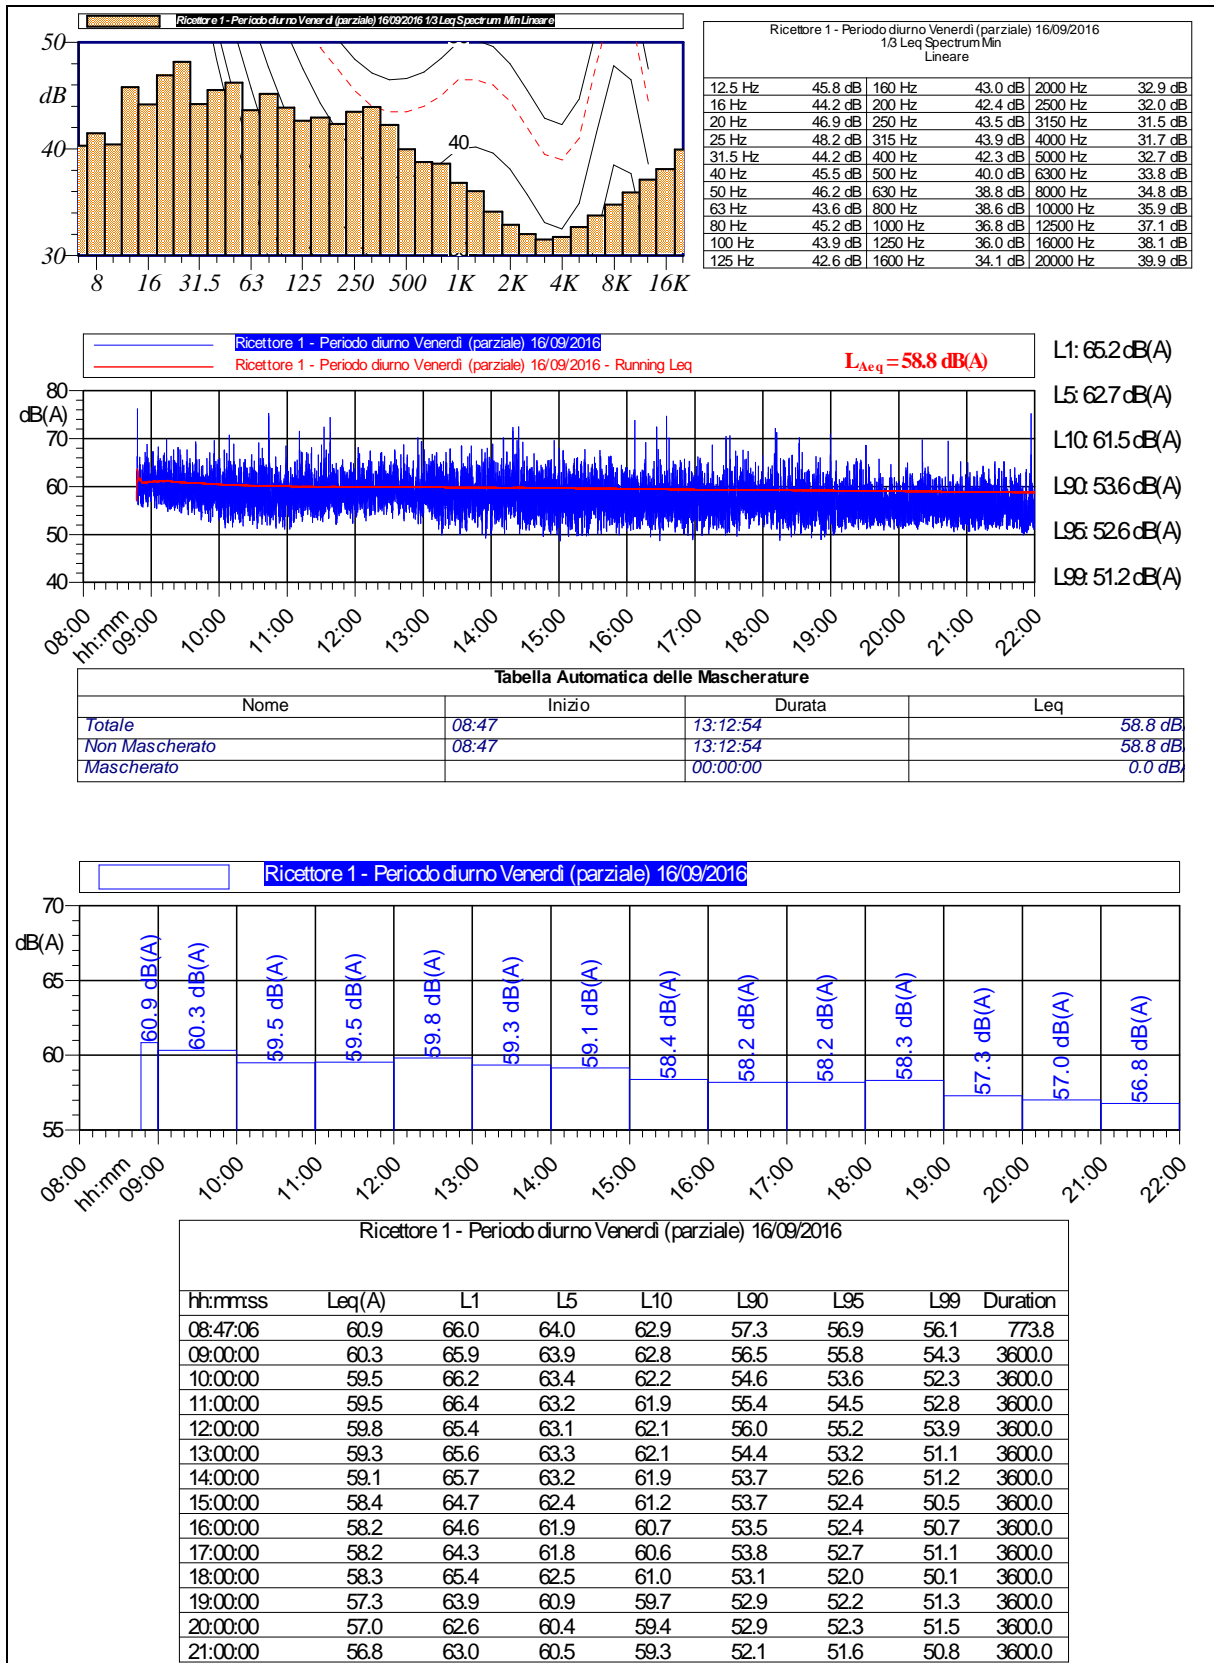 Ricettore 1 - Periodo diurno Venerdì (parziale) 16/09/2016 1/3 Leq Spectrum Min Lineare
50
dB
40
30
40
8 16 31.5 63 125 250 500 1K 2K 4K 8K 16K
Ricettore 1 - Periodo diurno Venerdì (parziale) 16/09/2016
1/3 Leq Spectrum Min
Lineare
12.5 Hz 45.8 dB 160 Hz 43.0 dB 2000 Hz 32.9 dB
16 Hz 44.2 dB 200 Hz 42.4 dB 2500 Hz 32.0 dB
20 Hz 46.9 dB 250 Hz 43.5 dB 3150 Hz 31.5 dB
25 Hz 48.2 dB 315 Hz 43.9 dB 4000 Hz 31.7 dB
31.5 Hz 44.2 dB 400 Hz 42.3 dB 5000 Hz 32.7 dB
40 Hz 45.5 dB 500 Hz 40.0 dB 6300 Hz 33.8 dB
50 Hz 46.2 dB 630 Hz 38.8 dB 8000 Hz 34.8 dB
63 Hz 43.6 dB 800 Hz 38.6 dB 10000 Hz 35.9 dB
80 Hz 45.2 dB 1000 Hz 36.8 dB 12500 Hz 37.1 dB
100 Hz 43.9 dB 1250 Hz 36.0 dB 16000 Hz 38.1 dB
125 Hz 42.6 dB 1600 Hz 34.1 dB 20000 Hz 39.9 dB
Ricettore 1 - Periodo diurno Venerdì (parziale) 16/09/2016
Ricettore 1 - Periodo diurno Venerdì (parziale) 16/09/2016 - Running Leq
LAeq = 58.8 dB(A)
80
dB(A)
70
60
50
40
08:00 hh:mm 09:00 10:00 11:00 12:00 13:00 14:00 15:00 16:00 17:00 18:00 19:00 20:00 21:00 22:00
L1: 65.2 dB(A)
L5: 62.7 dB(A)
L10: 61.5 dB(A)
L90: 53.6 dB(A)
L95: 52.6 dB(A)
L99: 51.2 dB(A)
Tabella Automatica delle Mascherature
Nome Inizio Durata Leq
Totale 08:47 13:12:54 58.8 dB
Non Mascherato 08:47 13:12:54 58.8 dB
Mascherato 00:00:00 0.0 dB
Ricettore 1 - Periodo diurno Venerdì (parziale) 16/09/2016
70
dB(A)
65
60
55
60.9 dB(A) 60.3 dB(A) 59.5 dB(A) 59.5 dB(A) 59.8 dB(A) 59.3 dB(A) 59.1 dB(A) 58.4 dB(A) 58.2 dB(A) 58.2 dB(A) 58.3 dB(A) 57.3 dB(A) 57.0 dB(A) 56.8 dB(A)
08:00 hh:mm 09:00 10:00 11:00 12:00 13:00 14:00 15:00 16:00 17:00 18:00 19:00 20:00 21:00 22:00
Ricettore 1 - Periodo diurno Venerdì (parziale) 16/09/2016
hh:mm:ss Leq(A) L1 L5 L10 L90 L95 L99 Duration
08:47:06 60.9 66.0 64.0 62.9 57.3 56.9 56.1 773.8
09:00:00 60.3 65.9 63.9 62.8 56.5 55.8 54.3 3600.0
10:00:00 59.5 66.2 63.4 62.2 54.6 53.6 52.3 3600.0
11:00:00 59.5 66.4 63.2 61.9 55.4 54.5 52.8 3600.0
12:00:00 59.8 65.4 63.1 62.1 56.0 55.2 53.9 3600.0
13:00:00 59.3 65.6 63.3 62.1 54.4 53.2 51.1 3600.0
14:00:00 59.1 65.7 63.2 61.9 53.7 52.6 51.2 3600.0
15:00:00 58.4 64.7 62.4 61.2 53.7 52.4 50.5 3600.0
16:00:00 58.2 64.6 61.9 60.7 53.5 52.4 50.7 3600.0
17:00:00 58.2 64.3 61.8 60.6 53.8 52.7 51.1 3600.0
18:00:00 58.3 65.4 62.5 61.0 53.1 52.0 50.1 3600.0
19:00:00 57.3 63.9 60.9 59.7 52.9 52.2 51.3 3600.0
20:00:00 57.0 62.6 60.4 59.4 52.9 52.3 51.5 3600.0
21:00:00 56.8 63.0 60.5 59.3 52.1 51.6 50.8 3600.0